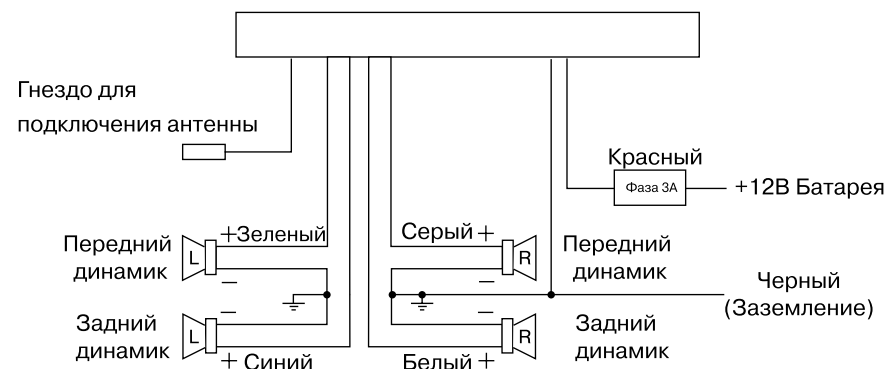 Гнездо для
подключения антенны
Красный
Фаза 3А
+12В Батарея
Передний
динамик
L
+Зеленый
Серый +
R
Передний
динамик
–
–
Черный
(Заземление)
Задний
динамик
L
–
+ Синий
–
Белый +
R
Задний
динамик